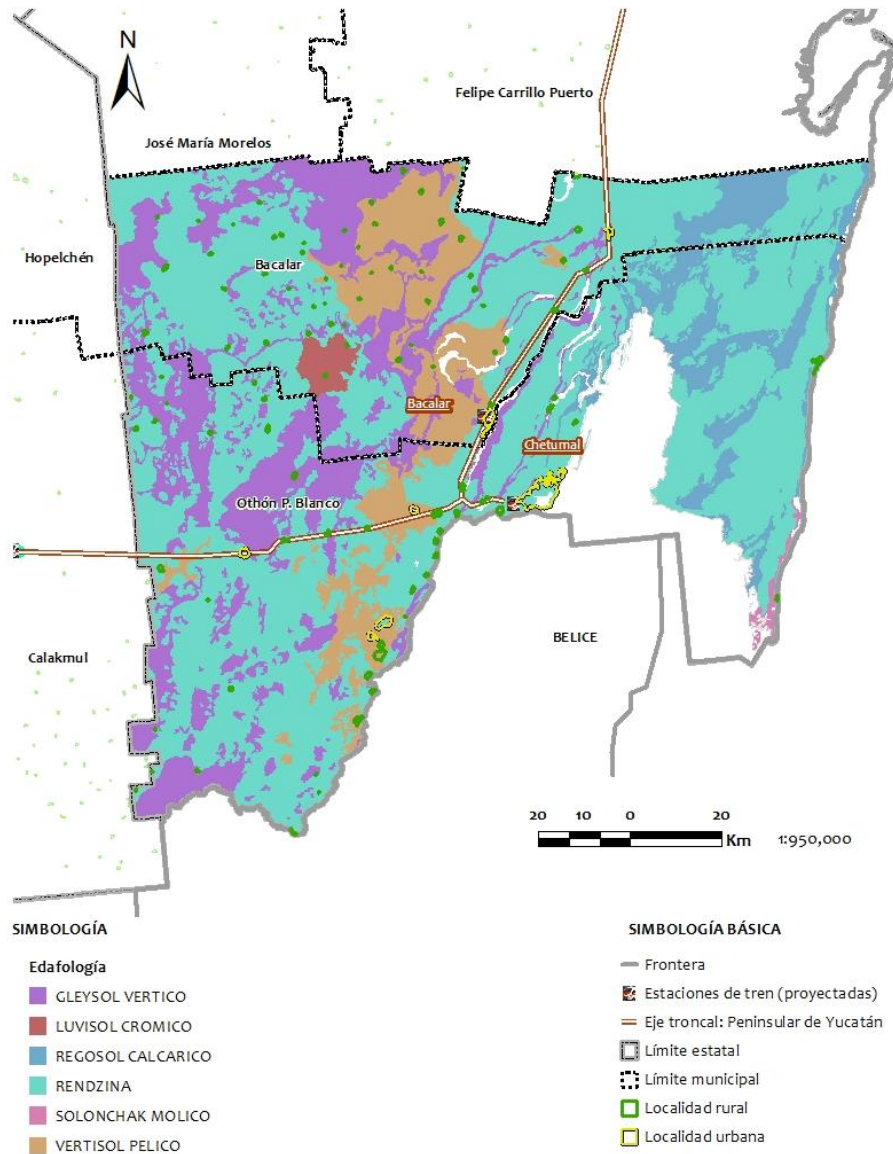 N
Felipe Carrillo Puerto
José María Morelos
Hopelchén
Bacalar
Bacalar
Chetumal
Othón P. Blanco
Calakmul
BELICE
20 10 0 20
Km
1:950,000
SIMBOLOGÍA
Edafología
GLEYSOL VERTICO
LUVISOL CROMICO
REGOSOL CALCARICO
RENDZINA
SOLONCHAK MOLICO
VERTISOL PELICO
SIMBOLOGÍA BÁSICA
Frontera
Estaciones de tren (proyectadas)
Eje troncal: Peninsular de Yucatán
Límite estatal
Límite municipal
Localidad rural
Localidad urbana